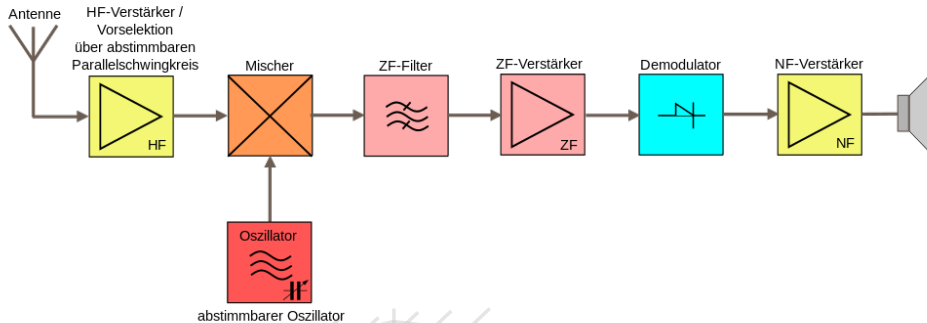 Antenne
HF-Verstärker /
Vorselektion
über abstimmbaren
Parallelschwingkreis
HF
Mischer
ZF-Filter
ZF-Verstärker
ZF
Demodulator
NF-Verstärker
NF
Oszillator
abstimmbarer Oszillator